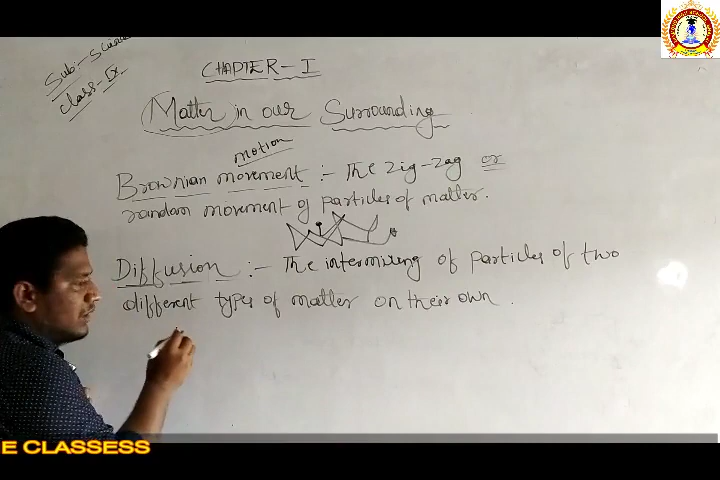 Sub:- Science
Class-IX
CHAPTER-I
Matter in our Surrounding
motion
Brownian movement :- The zig-zag or
random movement of particles of matter.
Diffusion :- The intermixing of particles of two
different types of matter on their own.
E CLASSESS